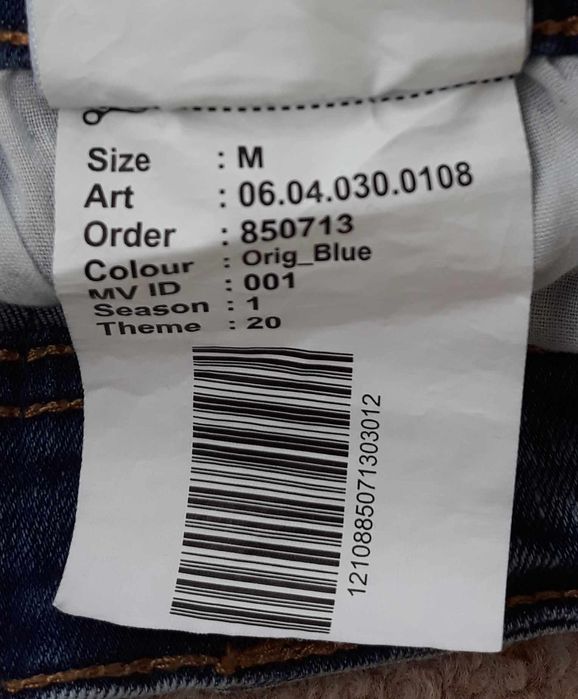 Size : M
Art : 06.04.030.0108
Order : 850713
Colour : Orig_Blue
MV ID : 001
Season : 1
Theme : 20
1210885071303012